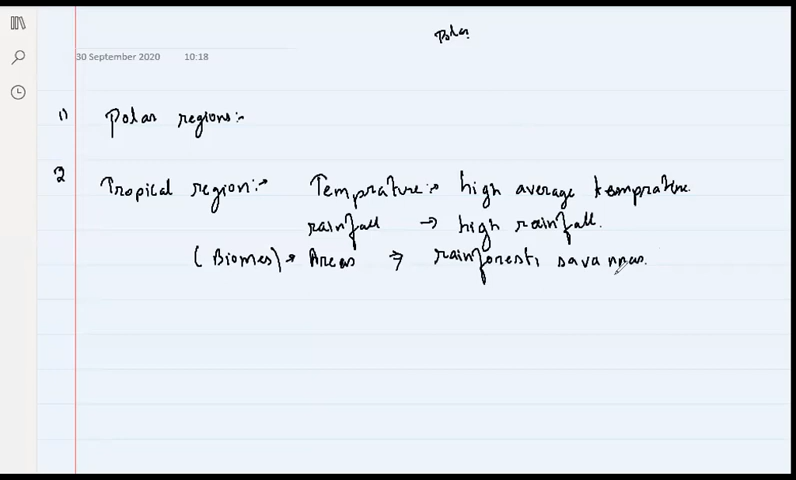 Polar
30 September 2020 10:18
1) Polar regions:-
2 Tropical region:- Temprature:- high average temprature.
rainfall → high rainfall.
(Biomes) Areas ⇒ rainforest, savannas.